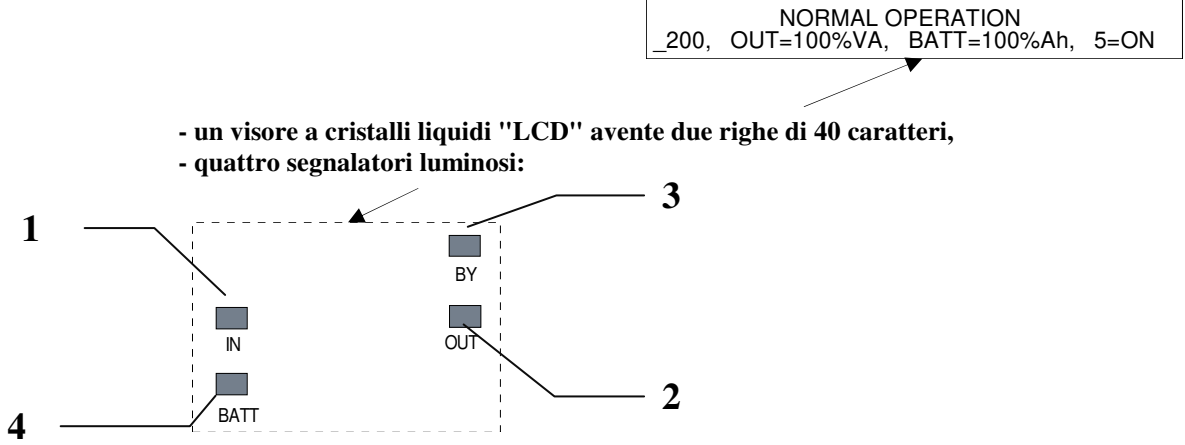 NORMAL OPERATION
_200, OUT=100%VA, BATT=100%Ah, 5=ON
- un visore a cristalli liquidi "LCD" avente due righe di 40 caratteri,
- quattro segnalatori luminosi:
3
1
BY
IN
OUT
2
BATT
4